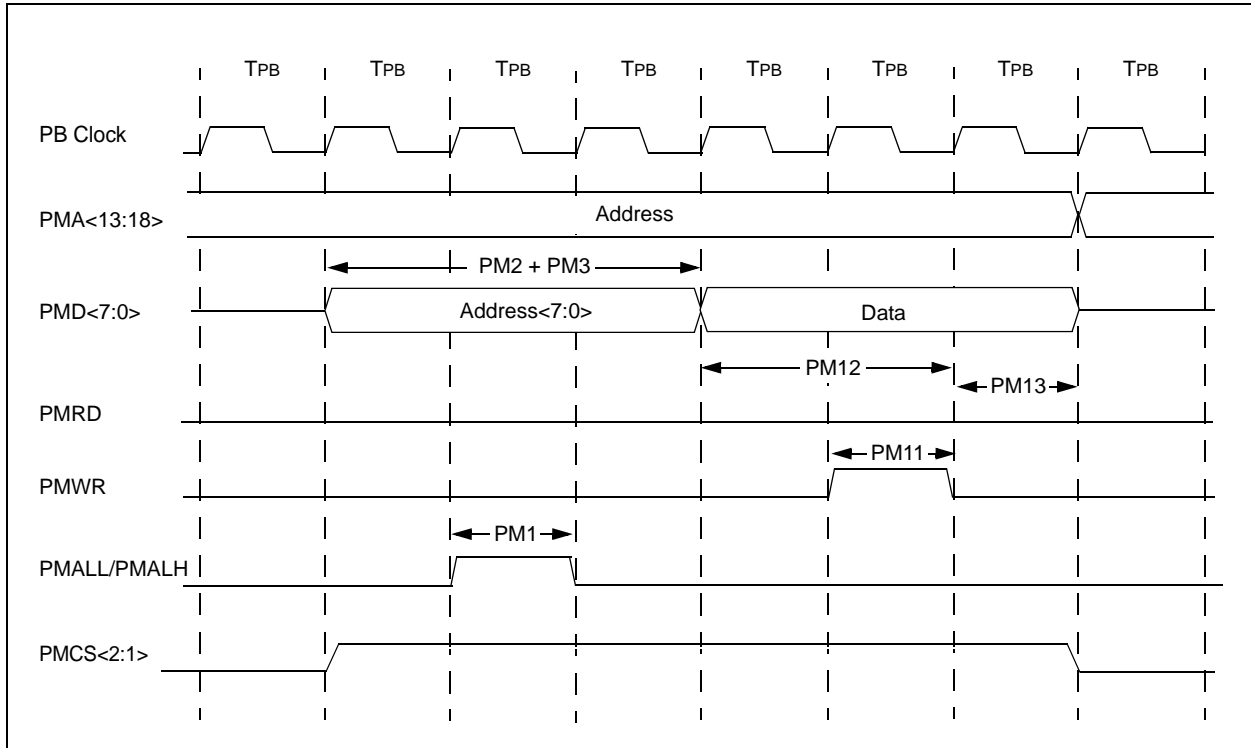 TPB TPB TPB TPB TPB TPB TPB TPB
PB Clock
PMA<13:18>
Address
PM2 + PM3
PMD<7:0>
Address<7:0>
Data
PM12
PM13
PMRD
PM11
PMWR
PM1
PMALL/PMALH
PMCS<2:1>